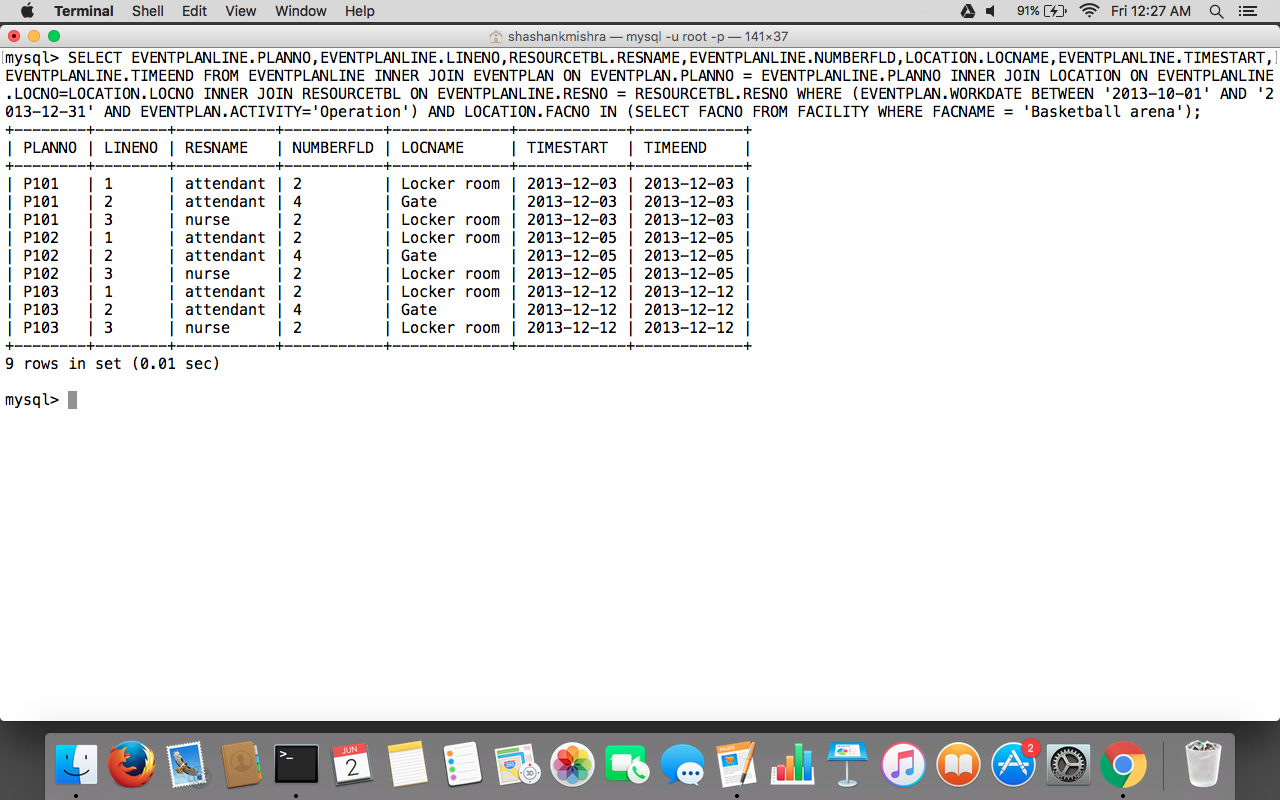 Terminal Shell Edit View Window Help 91% Fri 12:27 AM
shashankmishra — mysql -u root -p — 141×37
mysql> SELECT EVENTPLANLINE.PLANNO,EVENTPLANLINE.LINENO,RESOURCETBL.RESNAME,EVENTPLANLINE.NUMBERFLD,LOCATION.LOCNAME,EVENTPLANLINE.TIMESTART,
EVENTPLANLINE.TIMEEND FROM EVENTPLANLINE INNER JOIN EVENTPLAN ON EVENTPLAN.PLANNO = EVENTPLANLINE.PLANNO INNER JOIN LOCATION ON EVENTPLANLINE
.LOCNO=LOCATION.LOCNO INNER JOIN RESOURCETBL ON EVENTPLANLINE.RESNO = RESOURCETBL.RESNO WHERE (EVENTPLAN.WORKDATE BETWEEN '2013-10-01' AND '2
013-12-31' AND EVENTPLAN.ACTIVITY='Operation') AND LOCATION.FACNO IN (SELECT FACNO FROM FACILITY WHERE FACNAME = 'Basketball arena');
+--------+--------+-----------+-----------+-------------+------------+------------+
| PLANNO | LINENO | RESNAME | NUMBERFLD | LOCNAME | TIMESTART | TIMEEND |
+--------+--------+-----------+-----------+-------------+------------+------------+
| P101 | 1 | attendant | 2 | Locker room | 2013-12-03 | 2013-12-03 |
| P101 | 2 | attendant | 4 | Gate | 2013-12-03 | 2013-12-03 |
| P101 | 3 | nurse | 2 | Locker room | 2013-12-03 | 2013-12-03 |
| P102 | 1 | attendant | 2 | Locker room | 2013-12-05 | 2013-12-05 |
| P102 | 2 | attendant | 4 | Gate | 2013-12-05 | 2013-12-05 |
| P102 | 3 | nurse | 2 | Locker room | 2013-12-05 | 2013-12-05 |
| P103 | 1 | attendant | 2 | Locker room | 2013-12-12 | 2013-12-12 |
| P103 | 2 | attendant | 4 | Gate | 2013-12-12 | 2013-12-12 |
| P103 | 3 | nurse | 2 | Locker room | 2013-12-12 | 2013-12-12 |
+--------+--------+-----------+-----------+-------------+------------+------------+
9 rows in set (0.01 sec)
mysql>
>_
JUN
2
3D
PAGES
2